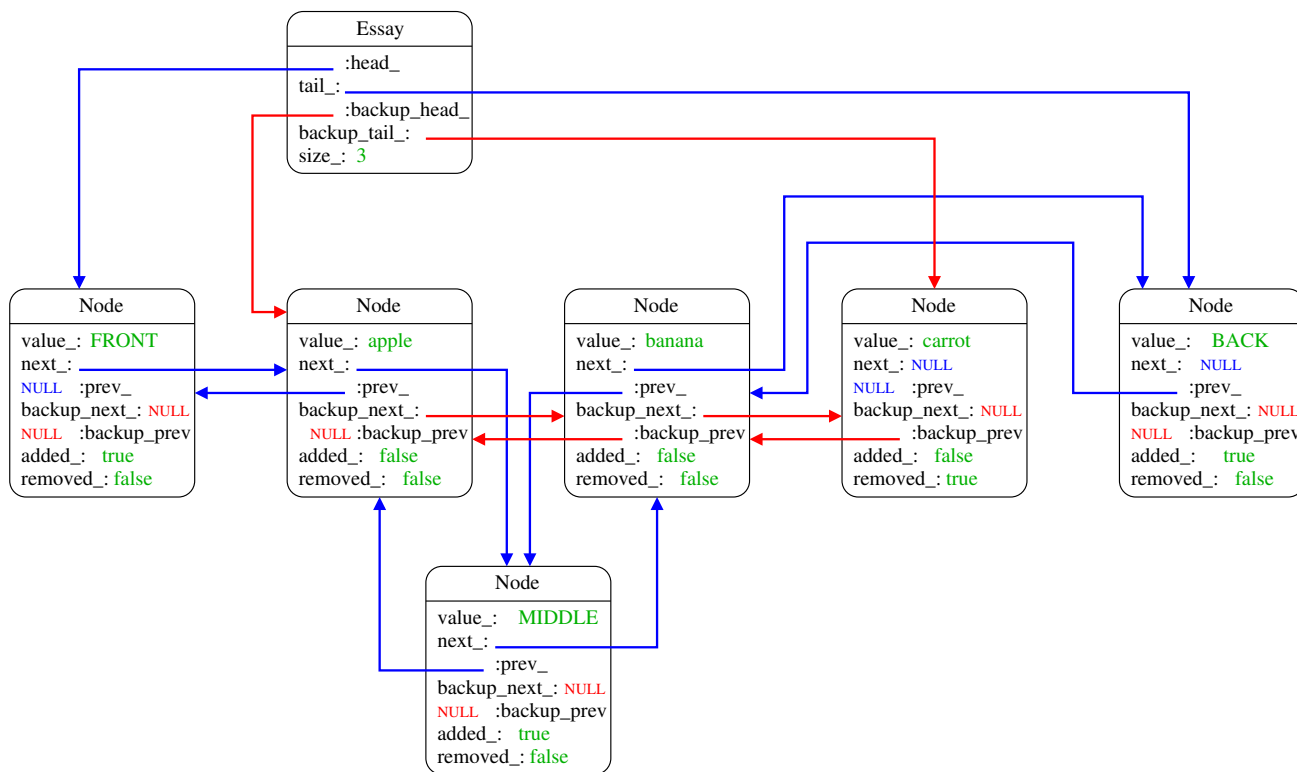 Essay
:head_
tail_:
:backup_head_
backup_tail_:
size_: 3
Node
value_: FRONT
next_:
NULL :prev_
backup_next_: NULL
NULL :backup_prev
added_: true
removed_: false
Node
value_: apple
next_:
:prev_
backup_next_:
NULL :backup_prev
added_: false
removed_: false
Node
value_: banana
next_:
:prev_
backup_next_:
:backup_prev
added_: false
removed_: false
Node
value_: carrot
next_: NULL
NULL :prev_
backup_next_: NULL
:backup_prev
added_: false
removed_: true
Node
value_: BACK
next_: NULL
:prev_
backup_next_: NULL
NULL :backup_prev
added_: true
removed_: false
Node
value_: MIDDLE
next_:
:prev_
backup_next_: NULL
NULL :backup_prev
added_: true
removed_: false